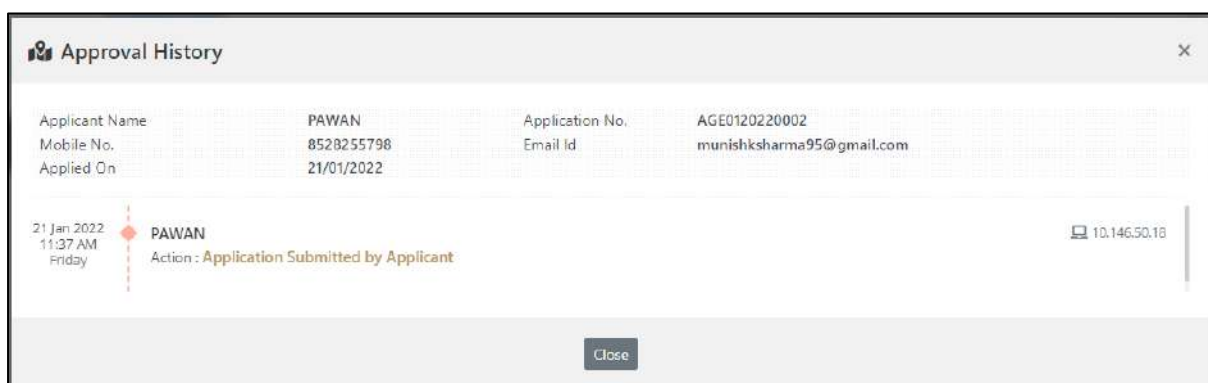 Approval History
×
Applicant Name PAWAN Application No. AGE0120220002
Mobile No. 8528255798 Email Id munishksharma95@gmail.com
Applied On 21/01/2022
21 Jan 2022
11:37 AM
Friday
PAWAN
Action : Application Submitted by Applicant
10.146.50.18
Close